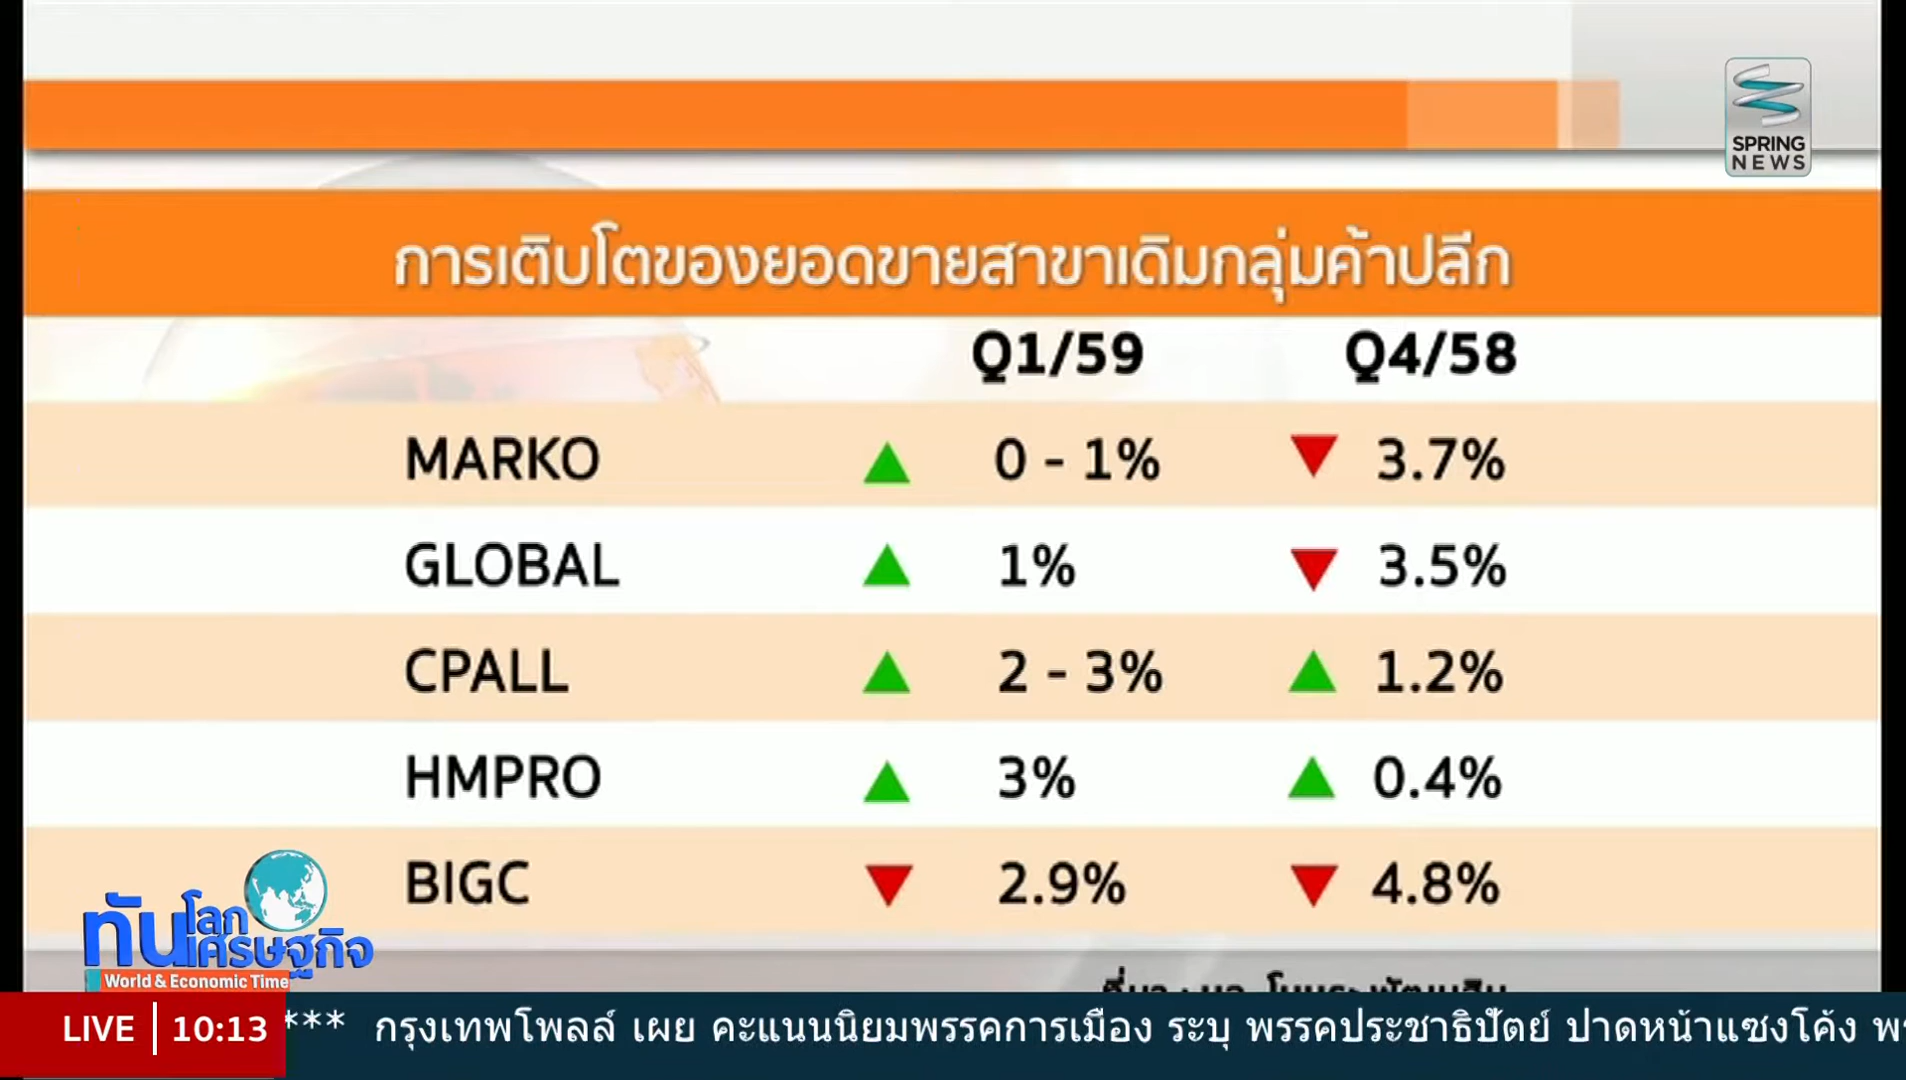 SPRING
NEWS
การเติบโตของยอดขายสาขาเดิมกลุ่มค้าปลีก
Q1/59 Q4/58
MARKO ▲ 0 - 1% ▼ 3.7%
GLOBAL ▲ 1% ▼ 3.5%
CPALL ▲ 2 - 3% ▲ 1.2%
HMPRO ▲ 3% ▲ 0.4%
BIGC ▼ 2.9% ▼ 4.8%
ทันโลกเศรษฐกิจ
World & Economic Time
ที่มา : บล.
LIVE 10:13 *** กรุงเทพโพลล์ เผย คะแนนนิยมพรรคการเมือง ระบุ พรรคประชาธิปัตย์ ปาดหน้าแซงโค้ง